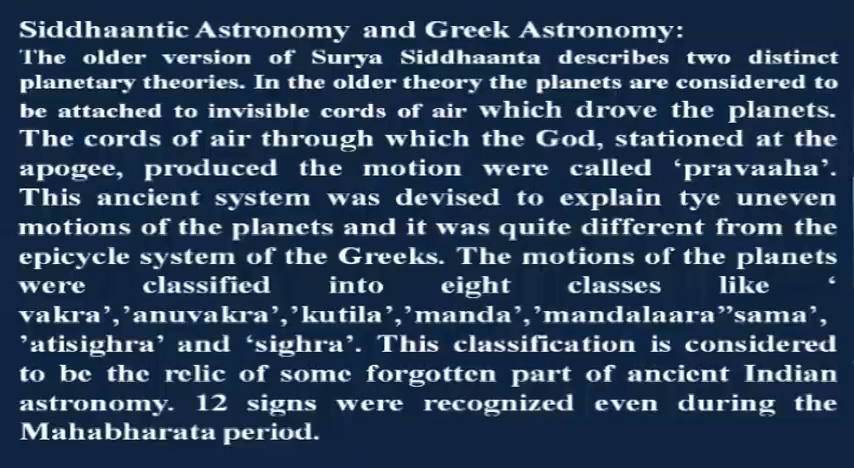 Siddhaantic Astronomy and Greek Astronomy:
The older version of Surya Siddhaanta describes two distinct
planetary theories. In the older theory the planets are considered to
be attached to invisible cords of air which drove the planets.
The cords of air through which the God, stationed at the
apogee, produced the motion were called ‘pravaaha’.
This ancient system was devised to explain tye uneven
motions of the planets and it was quite different from the
epicycle system of the Greeks. The motions of the planets
were classified into eight classes like ‘
vakra’,’anuvakra’,’kutila’,’manda’,’mandalaara’’sama’,
’atisighra’ and ‘sighra’. This classification is considered
to be the relic of some forgotten part of ancient Indian
astronomy. 12 signs were recognized even during the
Mahabharata period.